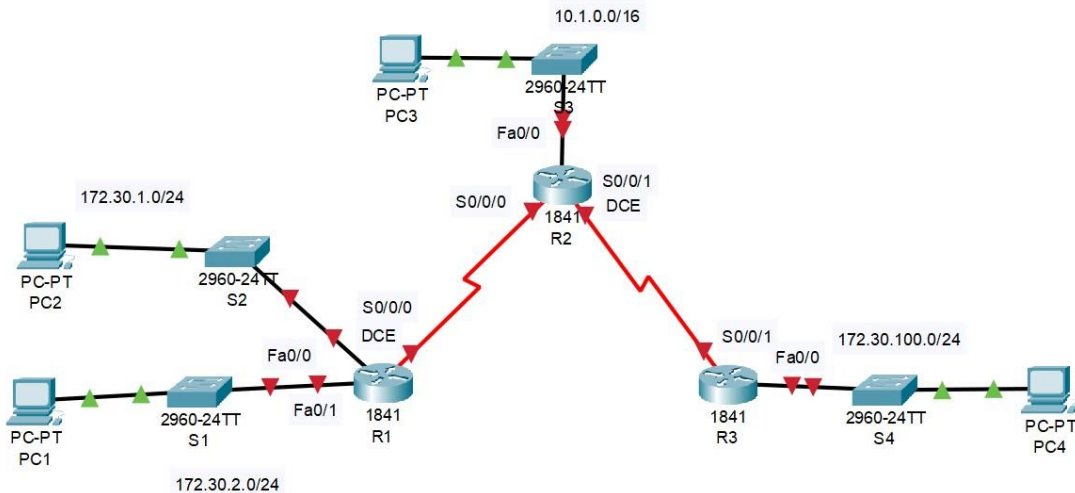 10.1.0.0/16
PC-PT
PC3
2960-24TT
S3
Fa0/0
172.30.1.0/24
S0/0/0
S0/0/1
DCE
1841
R2
PC-PT
PC2
2960-24TT
S2
S0/0/0
DCE
Fa0/0
Fa0/1
1841
R1
PC-PT
PC1
2960-24TT
S1
172.30.2.0/24
S0/0/1
1841
R3
Fa0/0
172.30.100.0/24
2960-24TT
S4
PC-PT
PC4